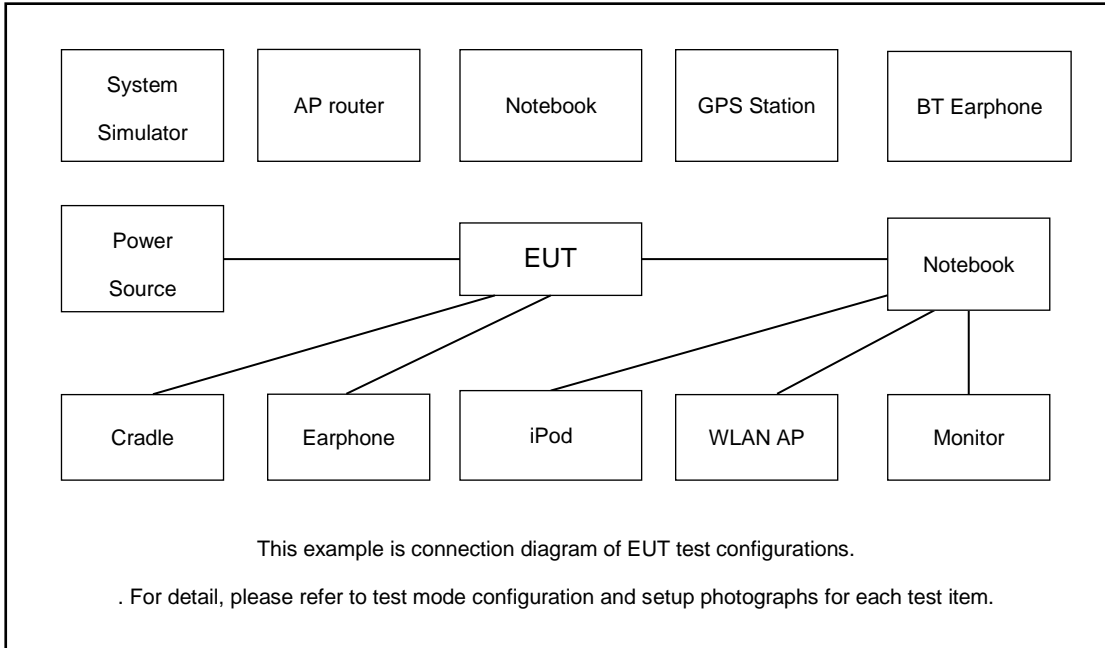 System
Simulator
AP router
Notebook
GPS Station
BT Earphone
Power
Source
EUT
Notebook
Cradle
Earphone
iPod
WLAN AP
Monitor
This example is connection diagram of EUT test configurations.
. For detail, please refer to test mode configuration and setup photographs for each test item.